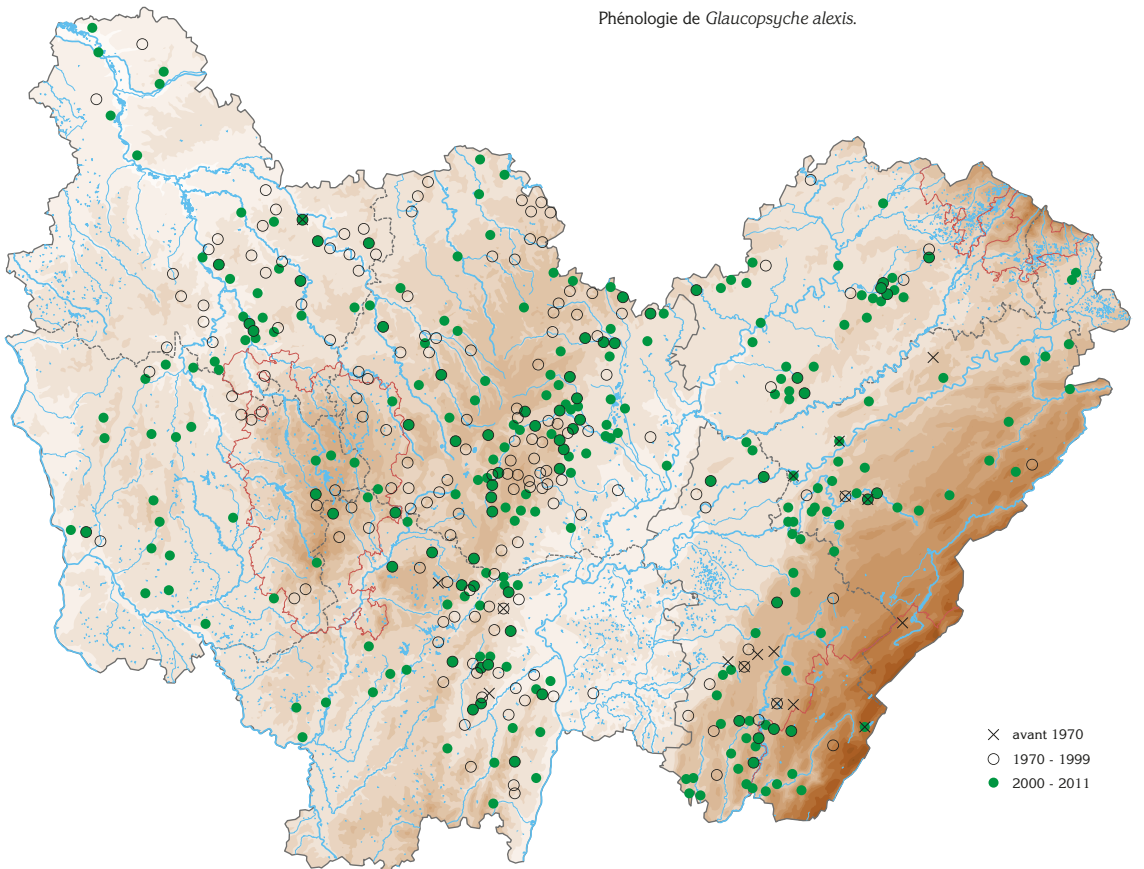 Phénologie de Glaucopsyche alexis.
avant 1970
1970 - 1999
2000 - 2011